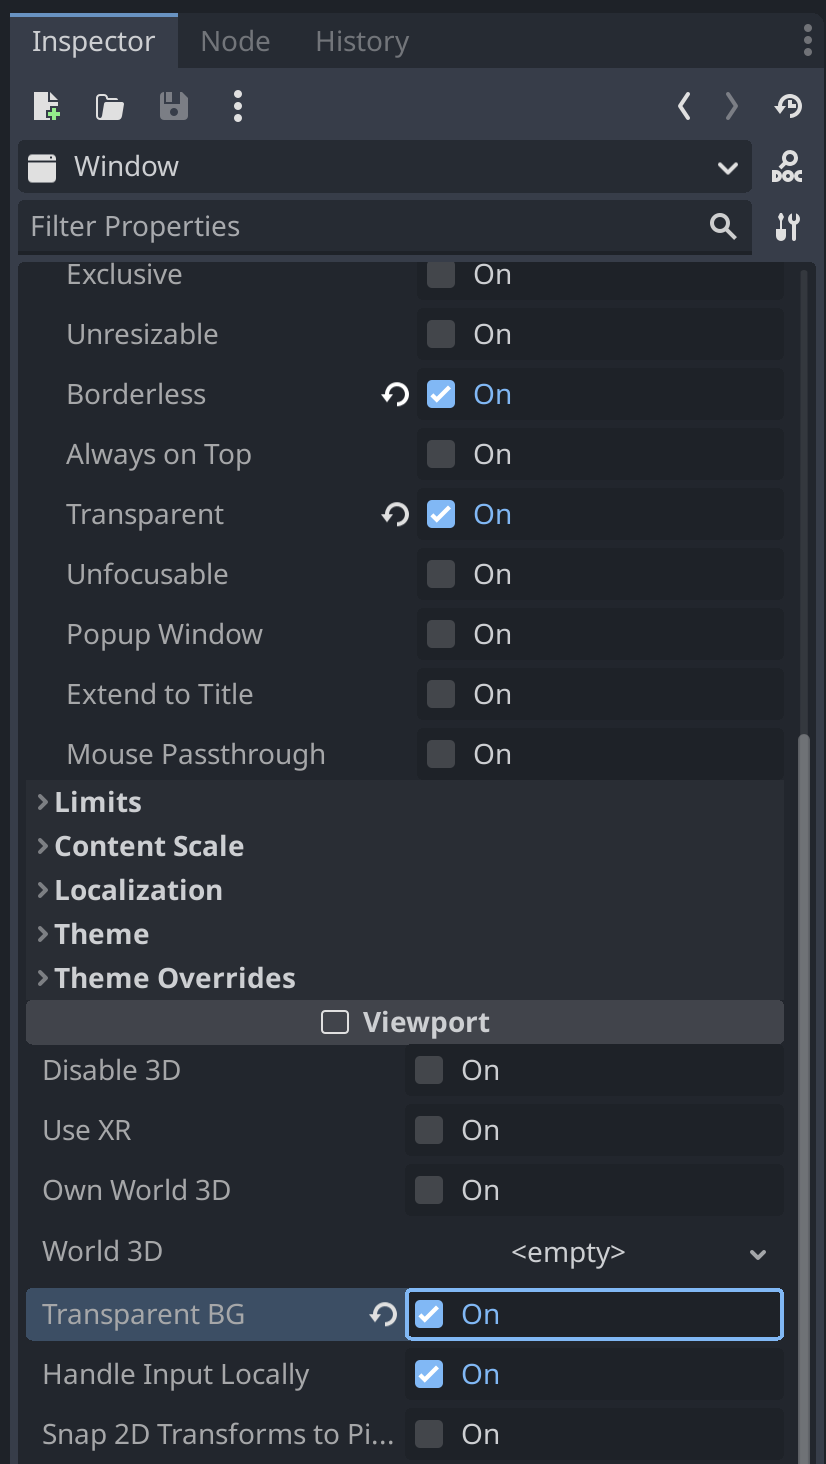 Inspector Node History
Window
DOC
Filter Properties
Exclusive On
Unresizable On
Borderless On
Always on Top On
Transparent On
Unfocusable On
Popup Window On
Extend to Title On
Mouse Passthrough On
Limits
Content Scale
Localization
Theme
Theme Overrides
Viewport
Disable 3D On
Use XR On
Own World 3D On
World 3D <empty>
Transparent BG On
Handle Input Locally On
Snap 2D Transforms to Pi... On